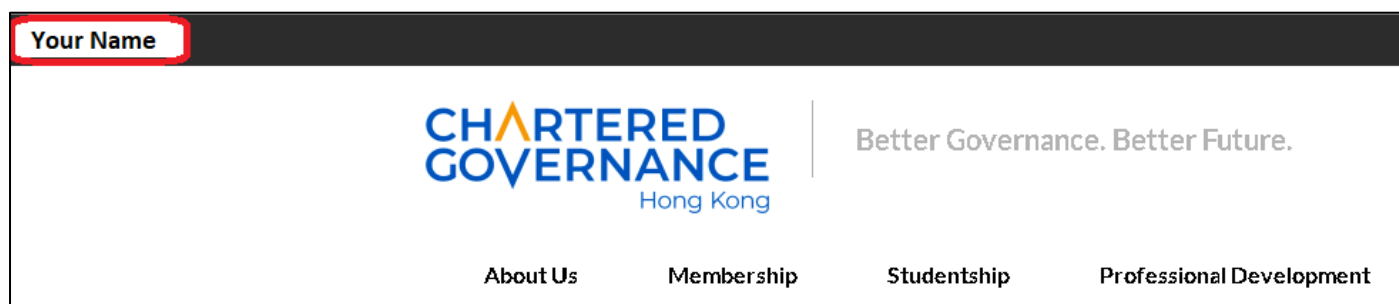 Your Name
CHARTERED
GOVERNANCE
Hong Kong
Better Governance. Better Future.
About Us Membership Studentship Professional Development